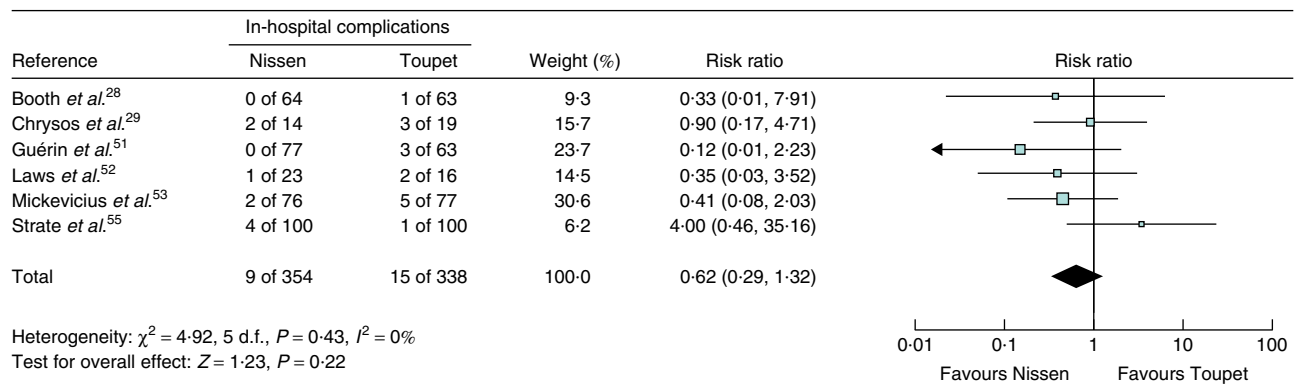 In-hospital complications
Reference Nissen Toupet Weight (%) Risk ratio Risk ratio
Booth et al.28 0 of 64 1 of 63 9·3 0·33 (0·01, 7·91)
Chrysos et al.29 2 of 14 3 of 19 15·7 0·90 (0·17, 4·71)
Guérin et al.51 0 of 77 3 of 63 23·7 0·12 (0·01, 2·23)
Laws et al.52 1 of 23 2 of 16 14·5 0·35 (0·03, 3·52)
Mickevicius et al.53 2 of 76 5 of 77 30·6 0·41 (0·08, 2·03)
Strate et al.55 4 of 100 1 of 100 6·2 4·00 (0·46, 35·16)
Total 9 of 354 15 of 338 100·0 0·62 (0·29, 1·32)
Heterogeneity: χ² = 4·92, 5 d.f., P = 0·43, I² = 0%
Test for overall effect: Z = 1·23, P = 0·22
0·01 0·1 1 10 100
Favours Nissen Favours Toupet